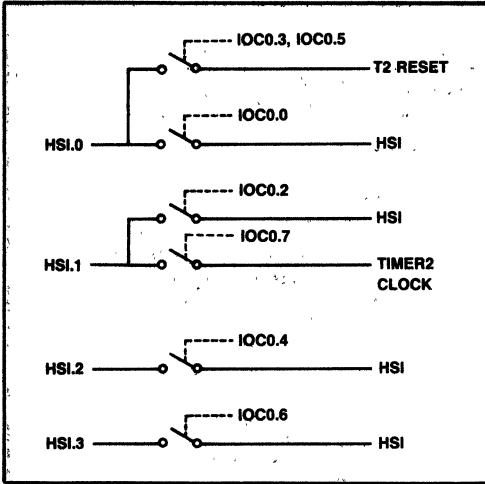 IOC0.3, IOC0.5
T2 RESET
IOC0.0
HSI.0
HSI
IOC0.2
HSI
IOC0.7
HSI.1
TIMER2
CLOCK
IOC0.4
HSI.2
HSI
IOC0.6
HSI.3
HSI